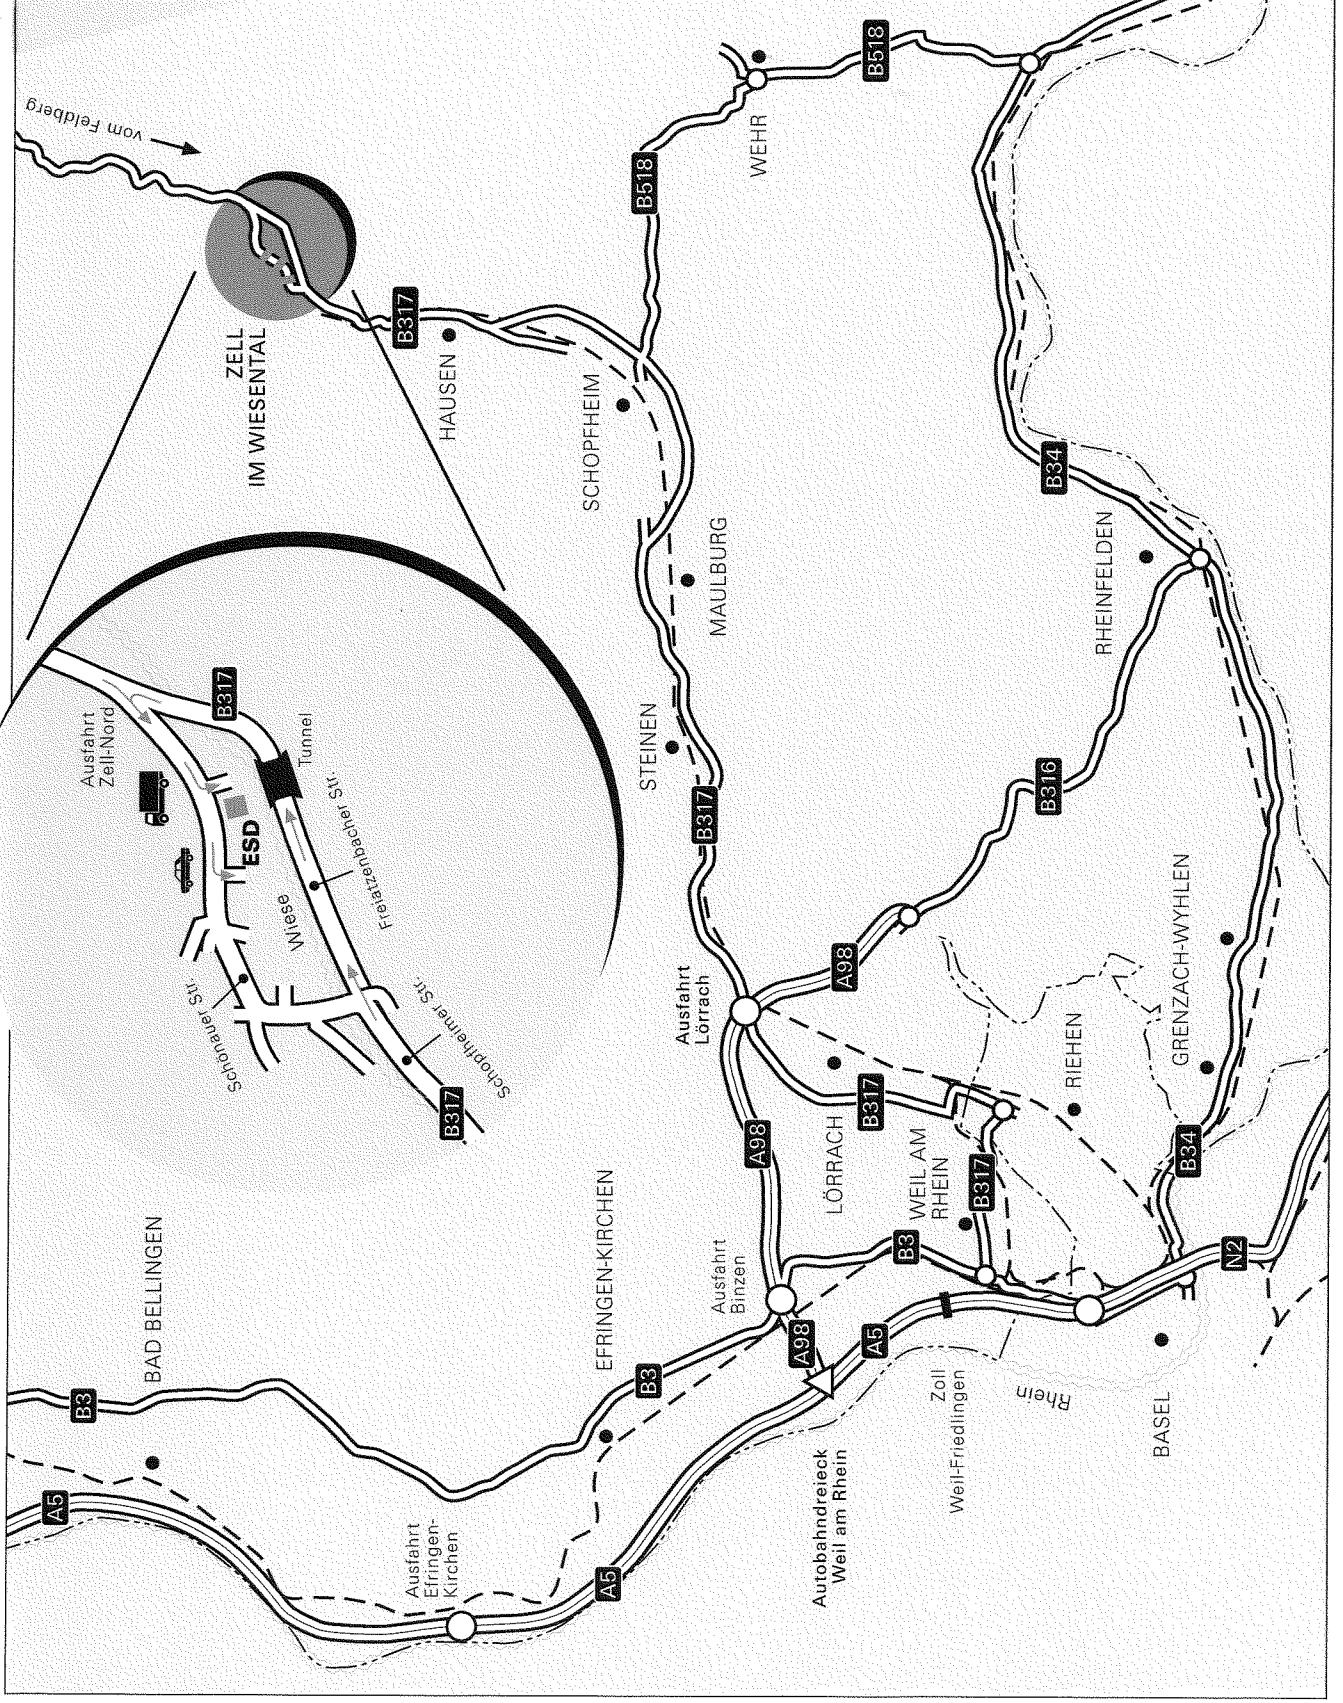 A5
B3
BAD BELLINGEN
Ausfahrt
Efringen-
Kirchen
A5
EFRINGEN-KIRCHEN
B3
Ausfahrt
Zell-Nord
B317
Tunnel
ESD
Wiese
Schönauer Str.
Freiatzenbacher Str.
Schopfheimer Str.
B317
vom Feldberg
ZELL
IM WIESENTAL
B317
HAUSEN
SCHOPFHEIM
B518
WEHR
B518
MAULBURG
STEINEN
B317
Ausfahrt
Lörrach
A98
Ausfahrt
Binzen
A98
A98
Autobahndreieck
Weil am Rhein
A5
B3
LÖRRACH
B317
WEIL AM
RHEIN
B317
Zoll
Weil-Friedlingen
Rhein
BASEL
RIEHEN
B316
RHEINFELDEN
B34
GRENZACH-WYHLEN
B34
N2